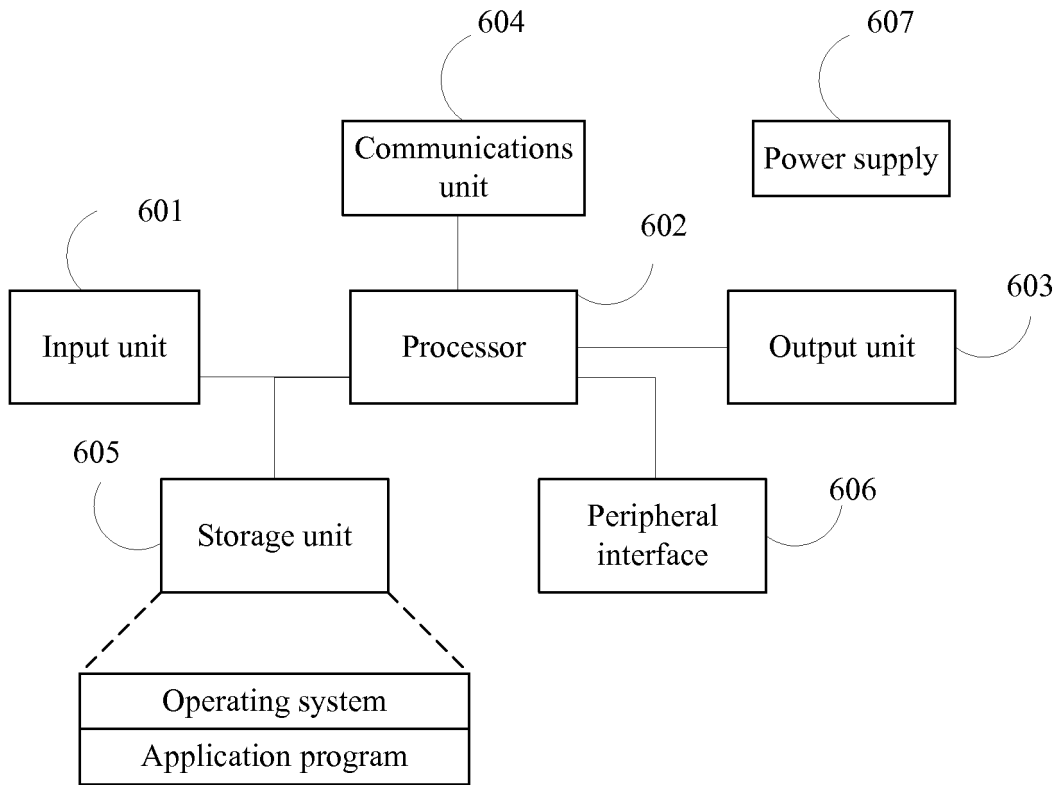 604
607
Communications
unit
Power supply
601
602
603
Input unit
Processor
Output unit
605
606
Storage unit
Peripheral
interface
Operating system
Application program